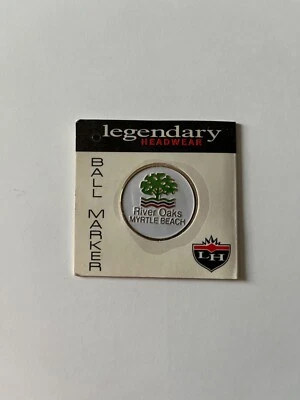 legendary
HEADWEAR
BALL MARKER
River Oaks
MYRTLE BEACH
LH